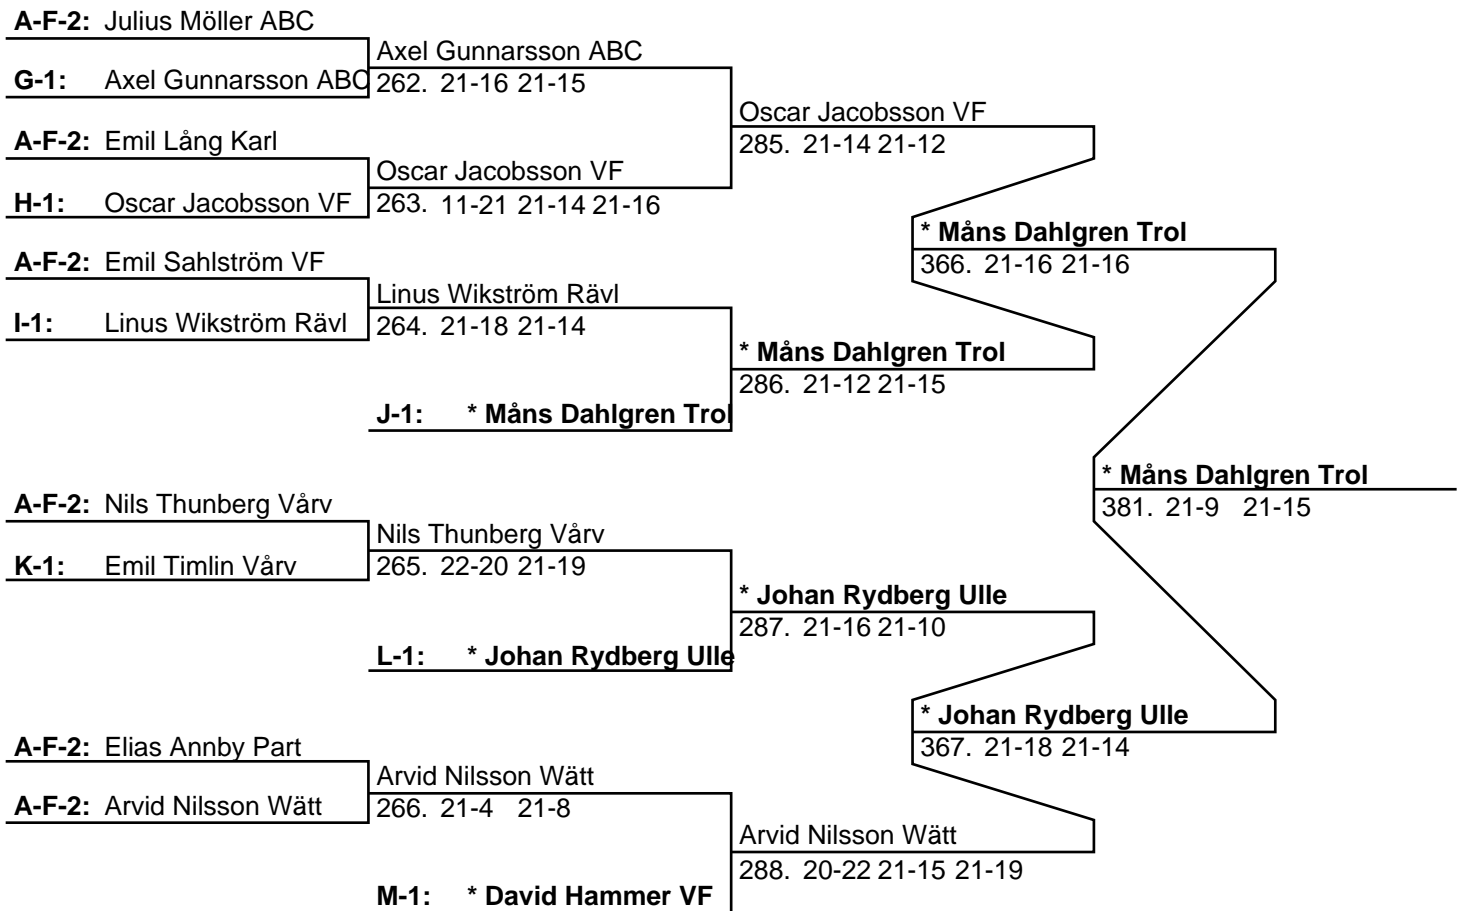 A-F-2: Julius Möller ABC
Axel Gunnarsson ABC
G-1: Axel Gunnarsson ABC
262. 21-16 21-15
Oscar Jacobsson VF
A-F-2: Emil Lång Karl
285. 21-14 21-12
Oscar Jacobsson VF
H-1: Oscar Jacobsson VF
263. 11-21 21-14 21-16
* Måns Dahlgren Trol
A-F-2: Emil Sahlström VF
366. 21-16 21-16
Linus Wikström Rävl
I-1: Linus Wikström Rävl
264. 21-18 21-14
* Måns Dahlgren Trol
286. 21-12 21-15
J-1: * Måns Dahlgren Trol
* Måns Dahlgren Trol
A-F-2: Nils Thunberg Vårv
381. 21-9 21-15
Nils Thunberg Vårv
K-1: Emil Timlin Vårv
265. 22-20 21-19
* Johan Rydberg Ulle
287. 21-16 21-10
L-1: * Johan Rydberg Ulle
* Johan Rydberg Ulle
A-F-2: Elias Annby Part
367. 21-18 21-14
Arvid Nilsson Wätt
A-F-2: Arvid Nilsson Wätt
266. 21-4 21-8
Arvid Nilsson Wätt
288. 20-22 21-15 21-19
M-1: * David Hammer VF